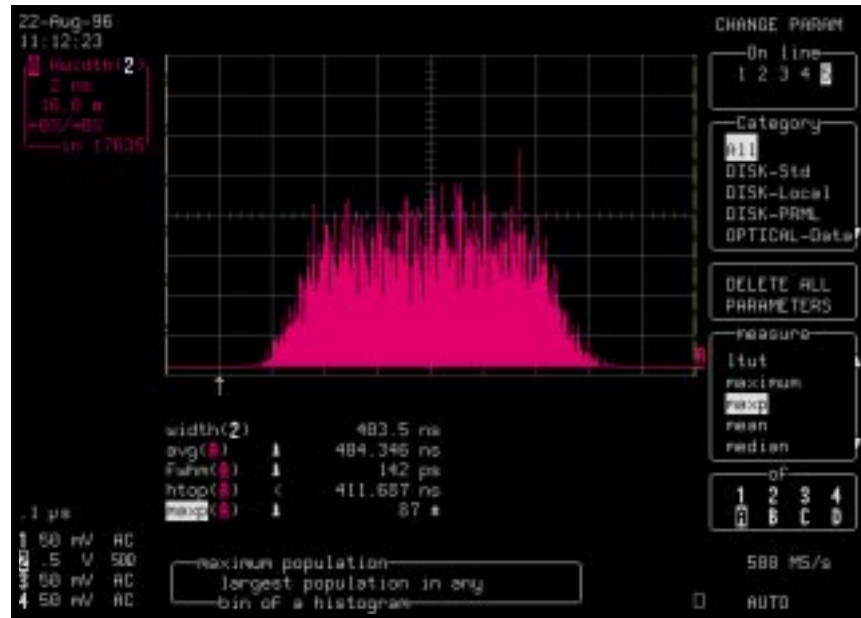 22-Aug-96
11:12:23
A Hwidth(2)
2 ns
16.0 m
in 17635
CHANGE PARAM
On line
1 2 3 4 5
Category
All
DISK-Std
DISK-Local
DISK-PRML
OPTICAL-Data
DELETE ALL
PARAMETERS
measure
ltut
maximum
maxp
mean
median
of
1 2 3 4
A B C D
width(2) 403.5 ns
avg(A) 404.346 ns
fwhm(A) 142 ps
htop(A) < 411.687 ns
maxp(A) 87 #
.1 µs
1 50 mV AC
2 .5 V 50Ω
3 50 mV AC
4 50 mV AC
maximum population
largest population in any
bin of a histogram
500 MS/s
AUTO